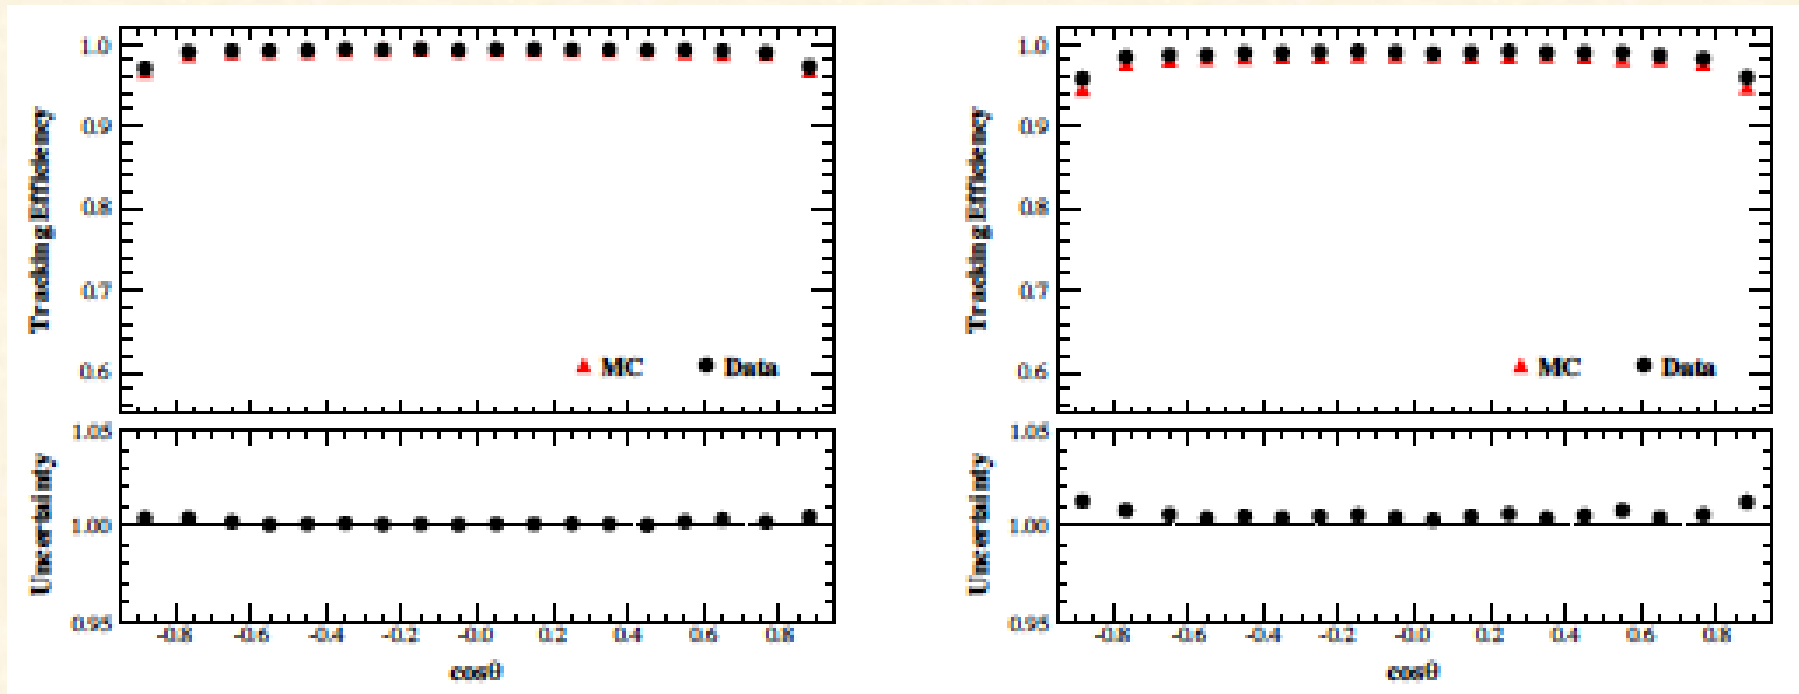 Tracking Efficiency
1.0
0.9
0.8
0.7
0.6
MC
Data
Uncertainty
1.05
1.00
0.95
-0.8 -0.6 -0.4 -0.2 -0.0 0.2 0.4 0.6 0.8
cosθ
Tracking Efficiency
1.0
0.9
0.8
0.7
0.6
MC
Data
Uncertainty
1.05
1.00
0.95
-0.8 -0.6 -0.4 -0.2 -0.0 0.2 0.4 0.6 0.8
cosθ